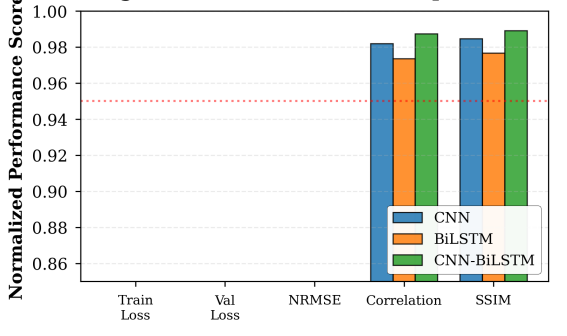 Normalized Performance Score
1.00
0.98
0.96
0.94
0.92
0.90
0.88
0.86
CNN
BiLSTM
CNN-BiLSTM
Train
Loss
Val
Loss
NRMSE
Correlation
SSIM